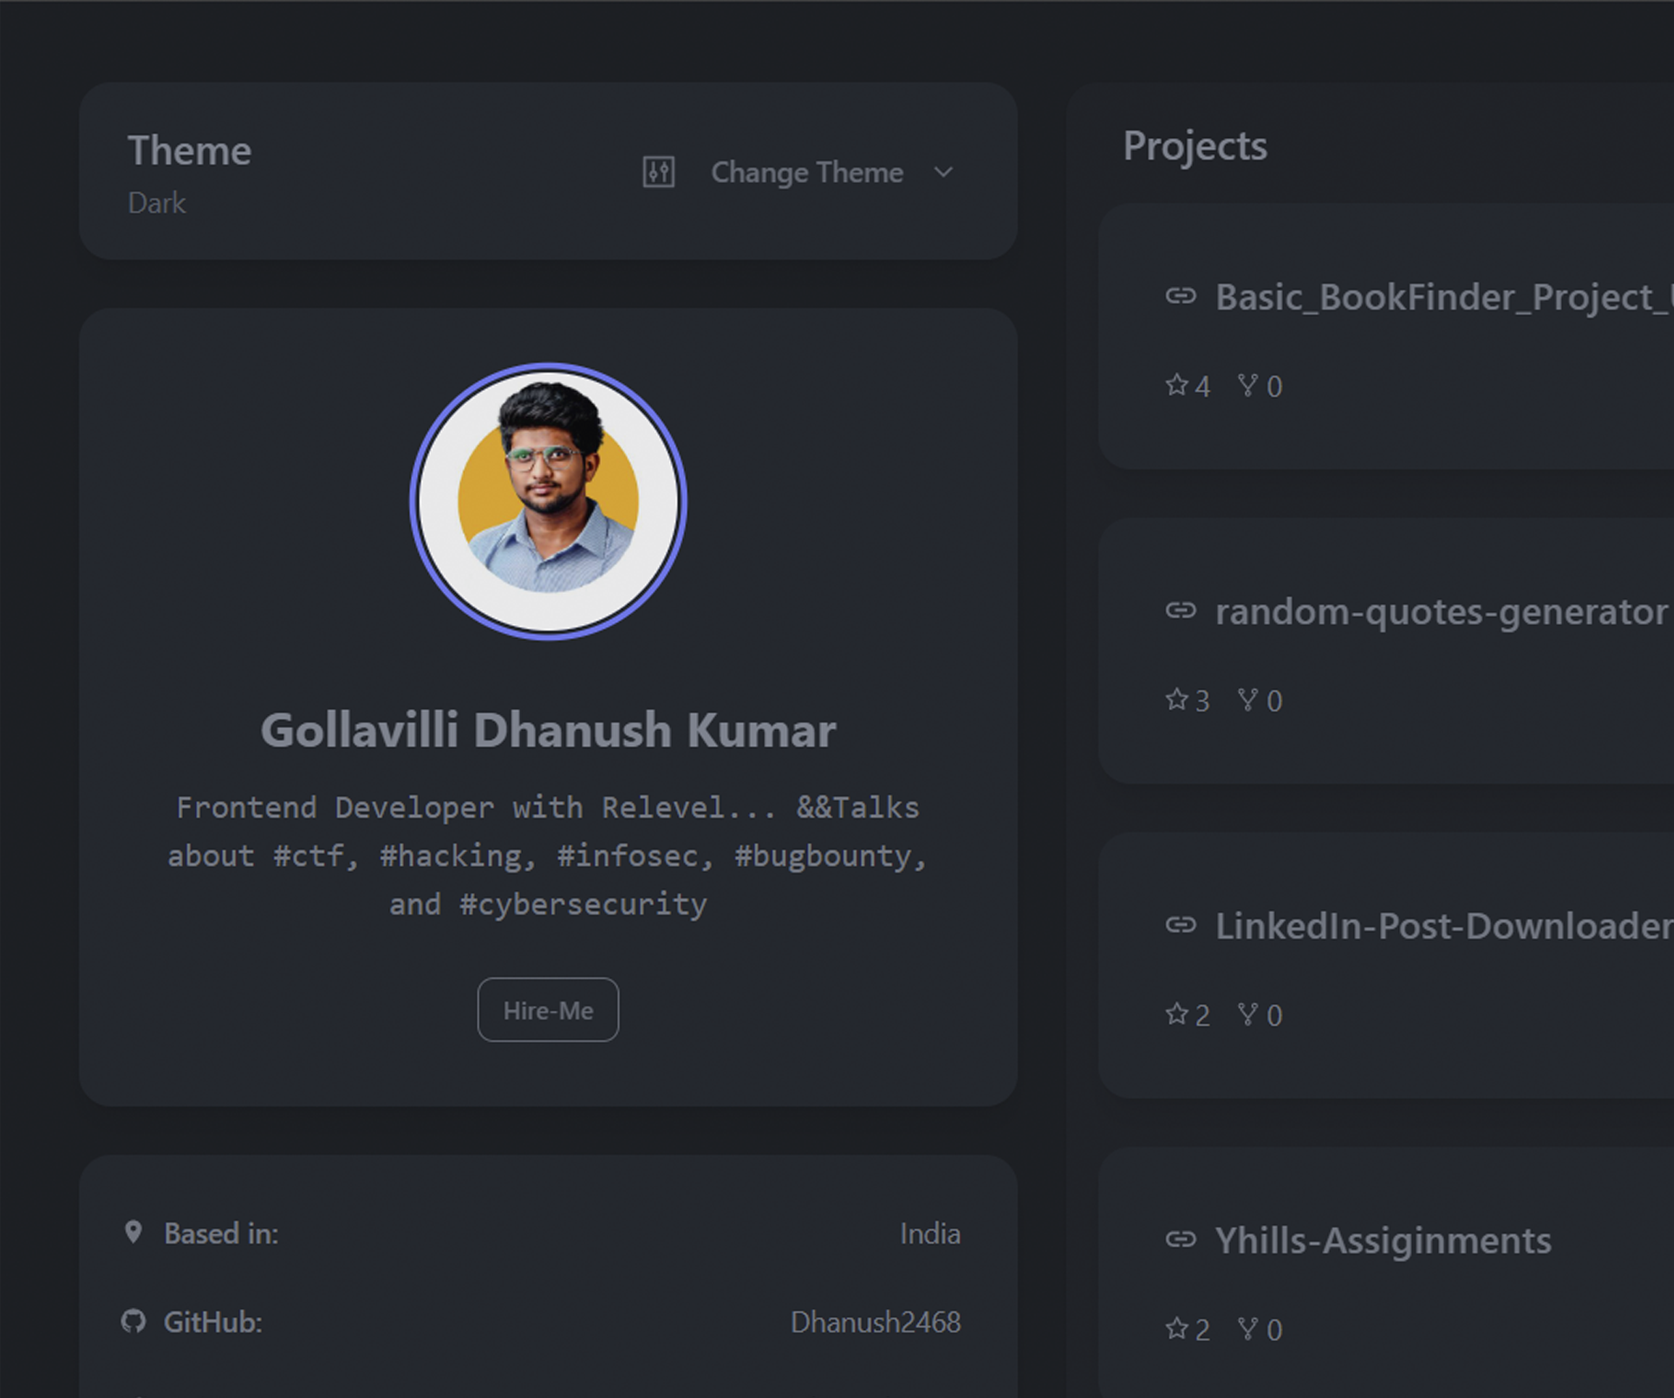 Theme
Dark
Change Theme
Gollavilli Dhanush Kumar
Frontend Developer with Relevel... &&Talks
about #ctf, #hacking, #infosec, #bugbounty,
and #cybersecurity
Hire-Me
Based in:
India
GitHub:
Dhanush2468
Projects
Basic_BookFinder_Project_
4 0
random-quotes-generator
3 0
LinkedIn-Post-Downloader
2 0
Yhills-Assiginments
2 0